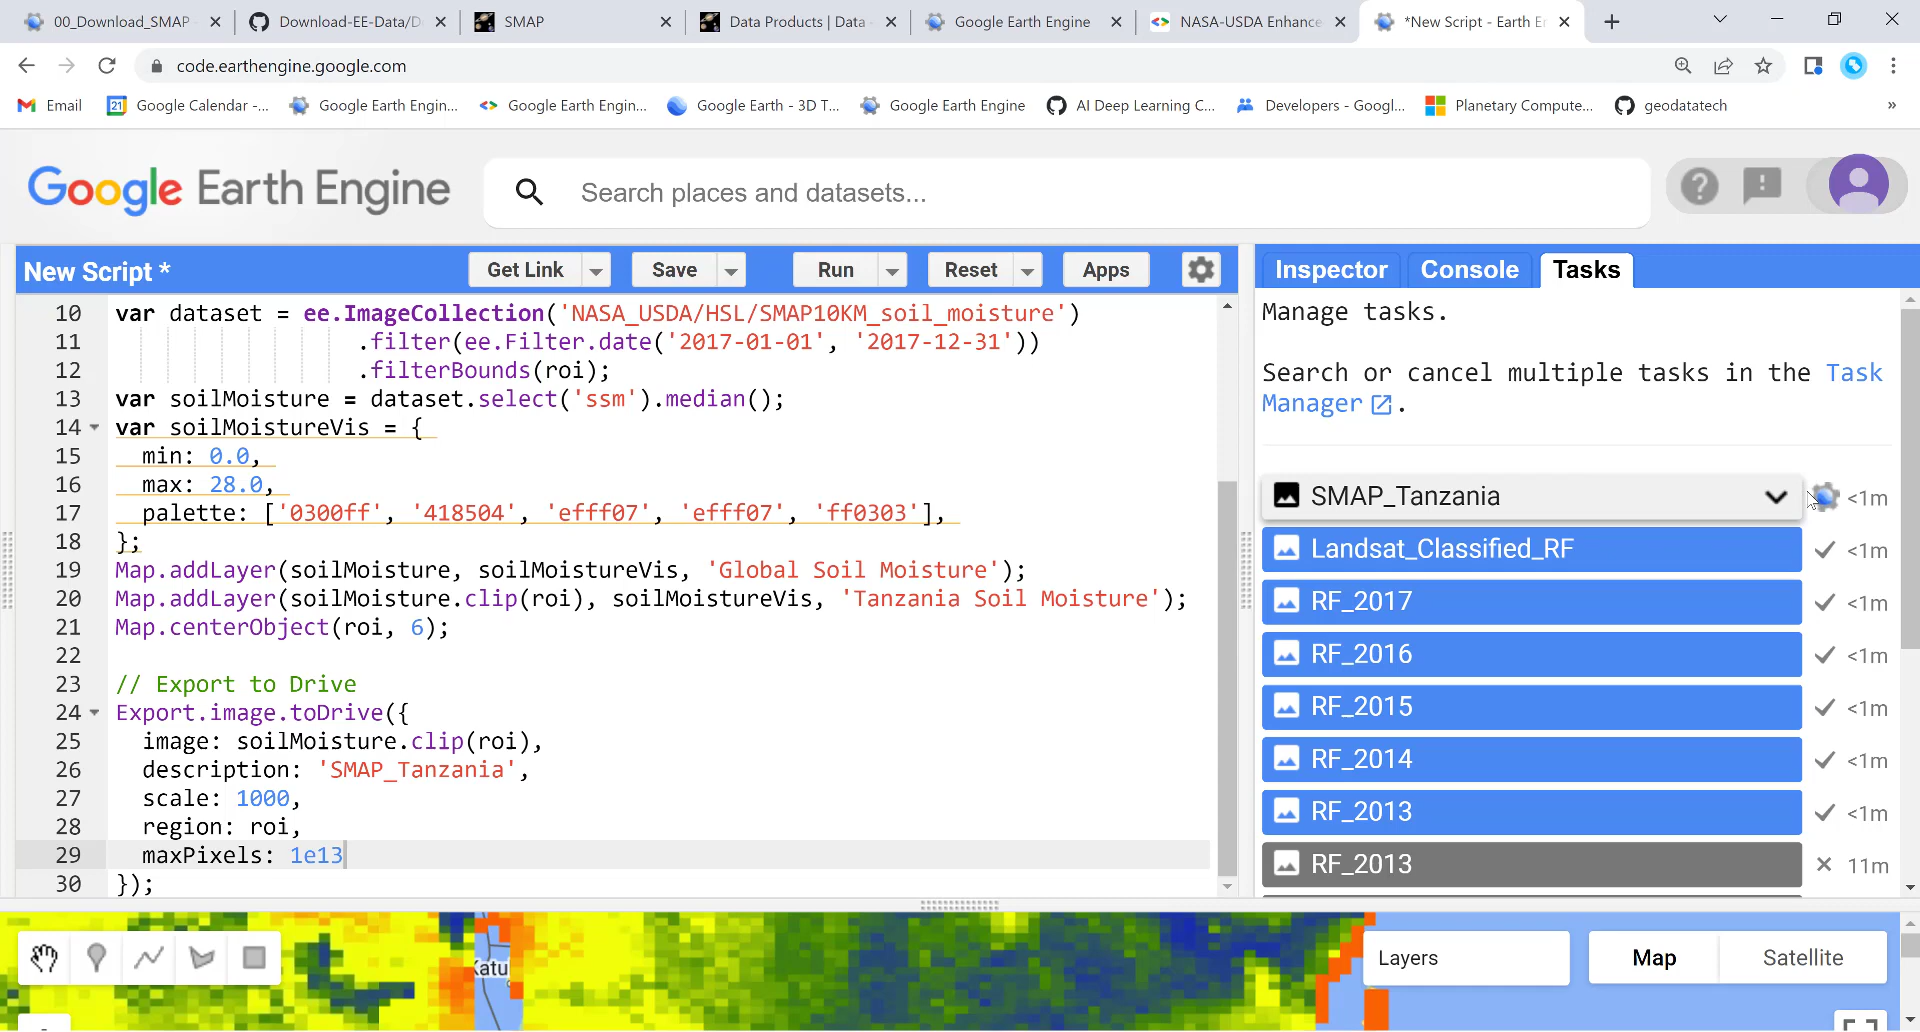 00_Download_SMAP
Download-EE-Data/D
SMAP
Data Products | Data
Google Earth Engine
NASA-USDA Enhance
*New Script - Earth E
code.earthengine.google.com
Email
21
Google Calendar -...
Google Earth Engin...
Google Earth Engin...
Google Earth - 3D T...
Google Earth Engine
AI Deep Learning C...
Developers - Googl...
Planetary Compute...
geodatatech
»
Google Earth Engine
Search places and datasets...
New Script *
Get Link
Save
Run
Reset
Apps
10 var dataset = ee.ImageCollection('NASA_USDA/HSL/SMAP10KM_soil_moisture')
11 .filter(ee.Filter.date('2017-01-01', '2017-12-31'))
12 .filterBounds(roi);
13 var soilMoisture = dataset.select('ssm').median();
14 var soilMoistureVis = {
15 min: 0.0,
16 max: 28.0,
17 palette: ['0300ff', '418504', 'efff07', 'efff07', 'ff0303'],
18 };
19 Map.addLayer(soilMoisture, soilMoistureVis, 'Global Soil Moisture');
20 Map.addLayer(soilMoisture.clip(roi), soilMoistureVis, 'Tanzania Soil Moisture');
21 Map.centerObject(roi, 6);
22
23 // Export to Drive
24 Export.image.toDrive({
25 image: soilMoisture.clip(roi),
26 description: 'SMAP_Tanzania',
27 scale: 1000,
28 region: roi,
29 maxPixels: 1e13
30 });
Inspector
Console
Tasks
Manage tasks.
Search or cancel multiple tasks in the Task
Manager .
SMAP_Tanzania <1m
Landsat_Classified_RF <1m
RF_2017 <1m
RF_2016 <1m
RF_2015 <1m
RF_2014 <1m
RF_2013 <1m
RF_2013 11m
Katu
Layers
Map
Satellite